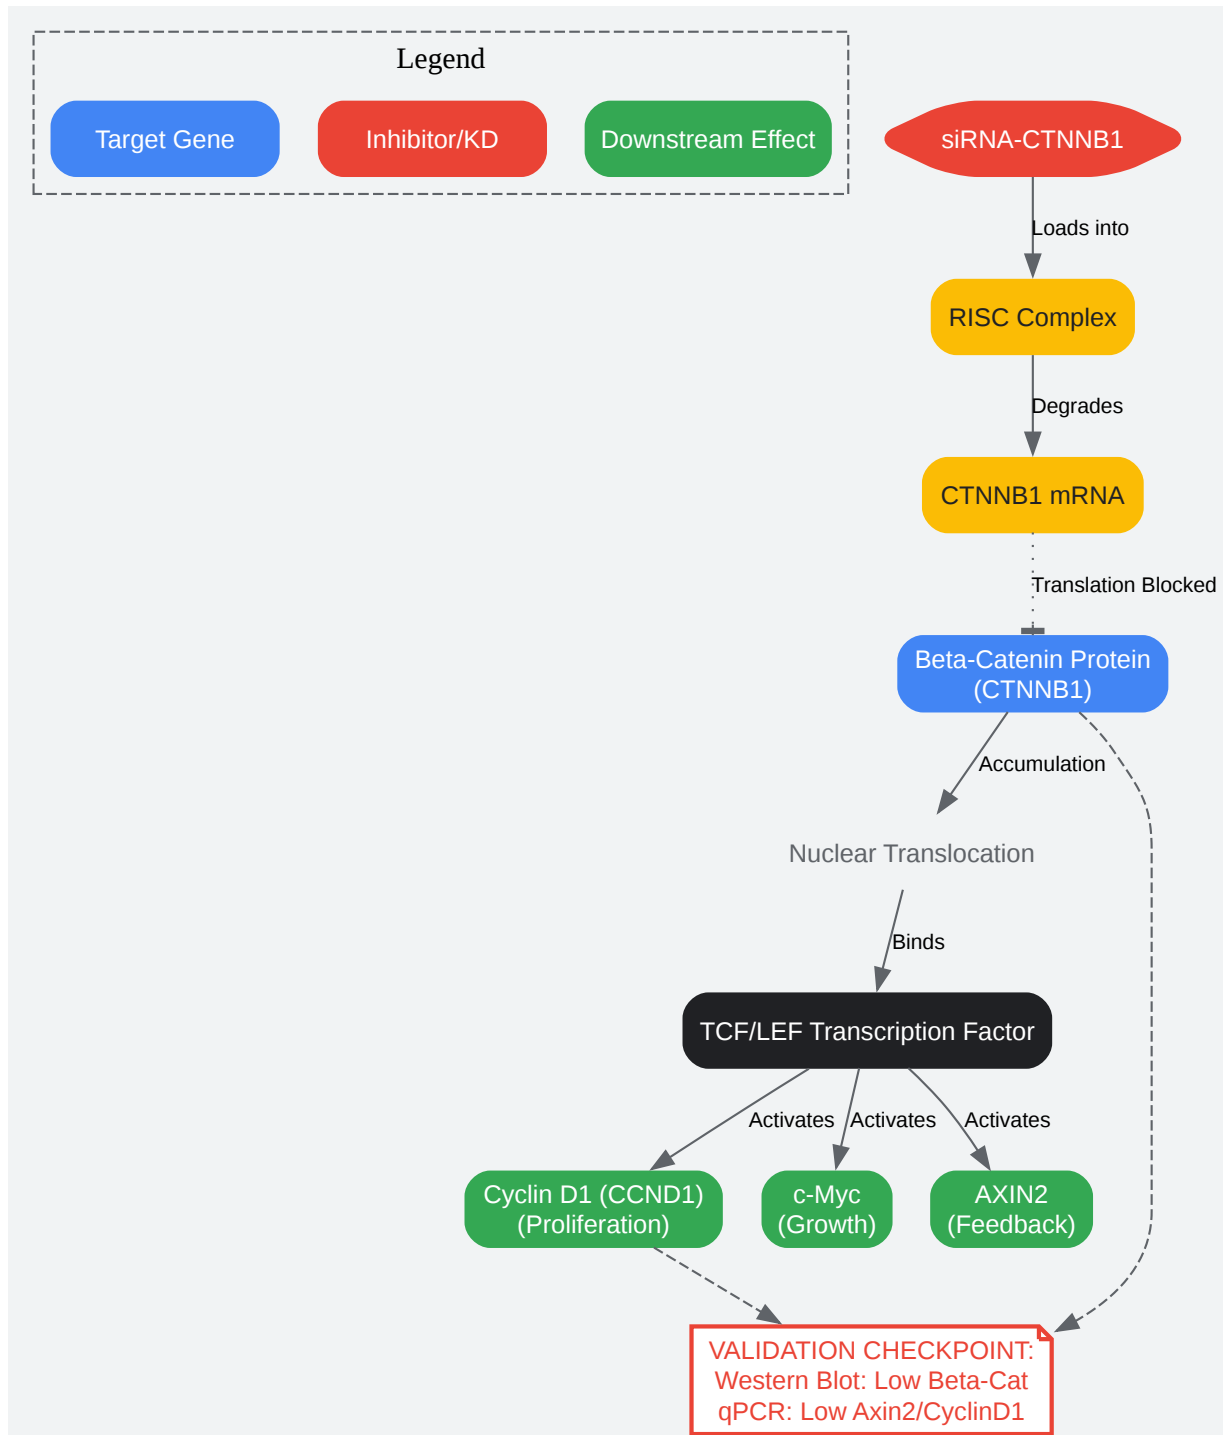 Legend
Target Gene
Inhibitor/KD
Downstream Effect
siRNA-CTNNB1
Loads into
RISC Complex
Degrades
CTNNB1 mRNA
Translation Blocked
Beta-Catenin Protein
(CTNNB1)
Accumulation
Nuclear Translocation
Binds
TCF/LEF Transcription Factor
Activates
Activates
Activates
Cyclin D1 (CCND1)
(Proliferation)
c-Myc
(Growth)
AXIN2
(Feedback)
VALIDATION CHECKPOINT:
Western Blot: Low Beta-Cat
qPCR: Low Axin2/CyclinD1